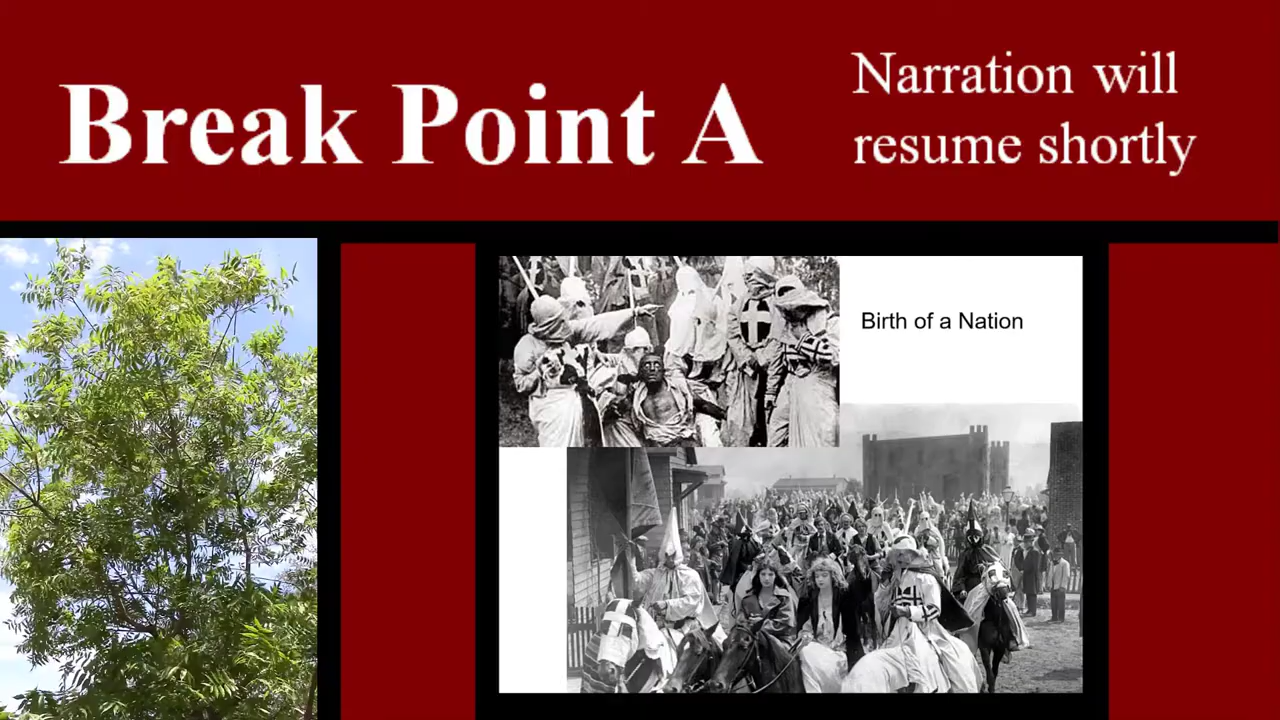 Break Point A
Narration will
resume shortly
Birth of a Nation